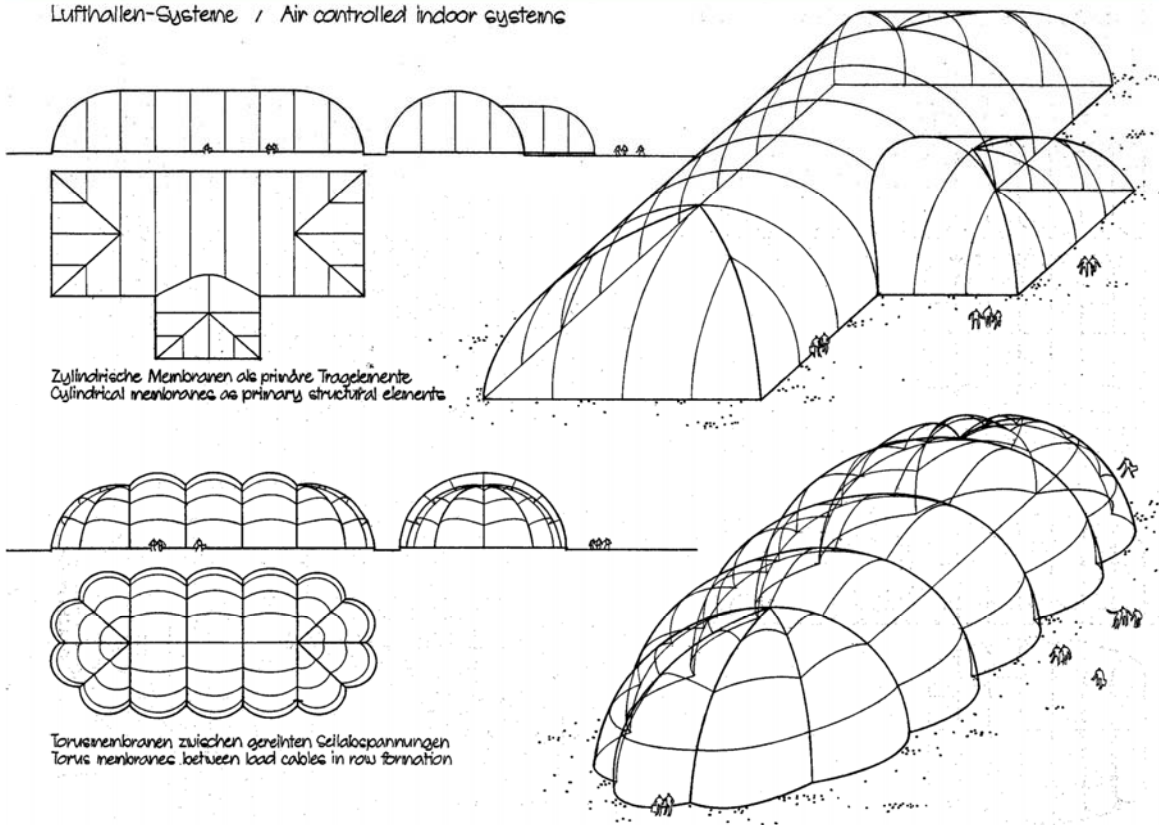 Lufthallen-Systeme / Air controlled indoor systems
Zylindrische Membranen als primäre Tragelemente
Cylindrical membranes as primary structural elements
Torusmembranen zwischen gereihten Seilabspannungen
Torus membranes between load cables in row formation